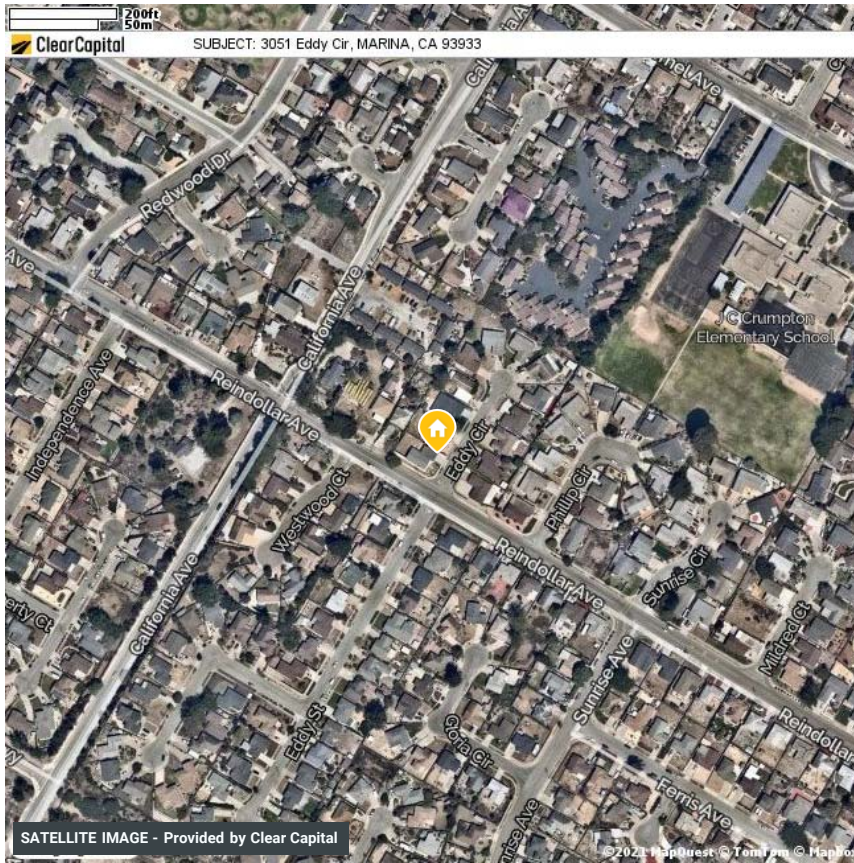 200ft
50m
ClearCapital
SUBJECT: 3051 Eddy Cir, MARINA, CA 93933
Redwood Dr
California Ave
Reindollar Ave
Independence Ave
Westwood Ct
Eddy Cir
J C Crumpton
Elementary School
Phillip Cir
Reindollar Ave
Sunrise Cir
Mildred Ct
California Ave
Eddy St
Gloria Cir
Sunrise Ave
Reindollar
Ferris Ave
SATELLITE IMAGE - Provided by Clear Capital
©2021 MapQuest © TomTom © Mapbox